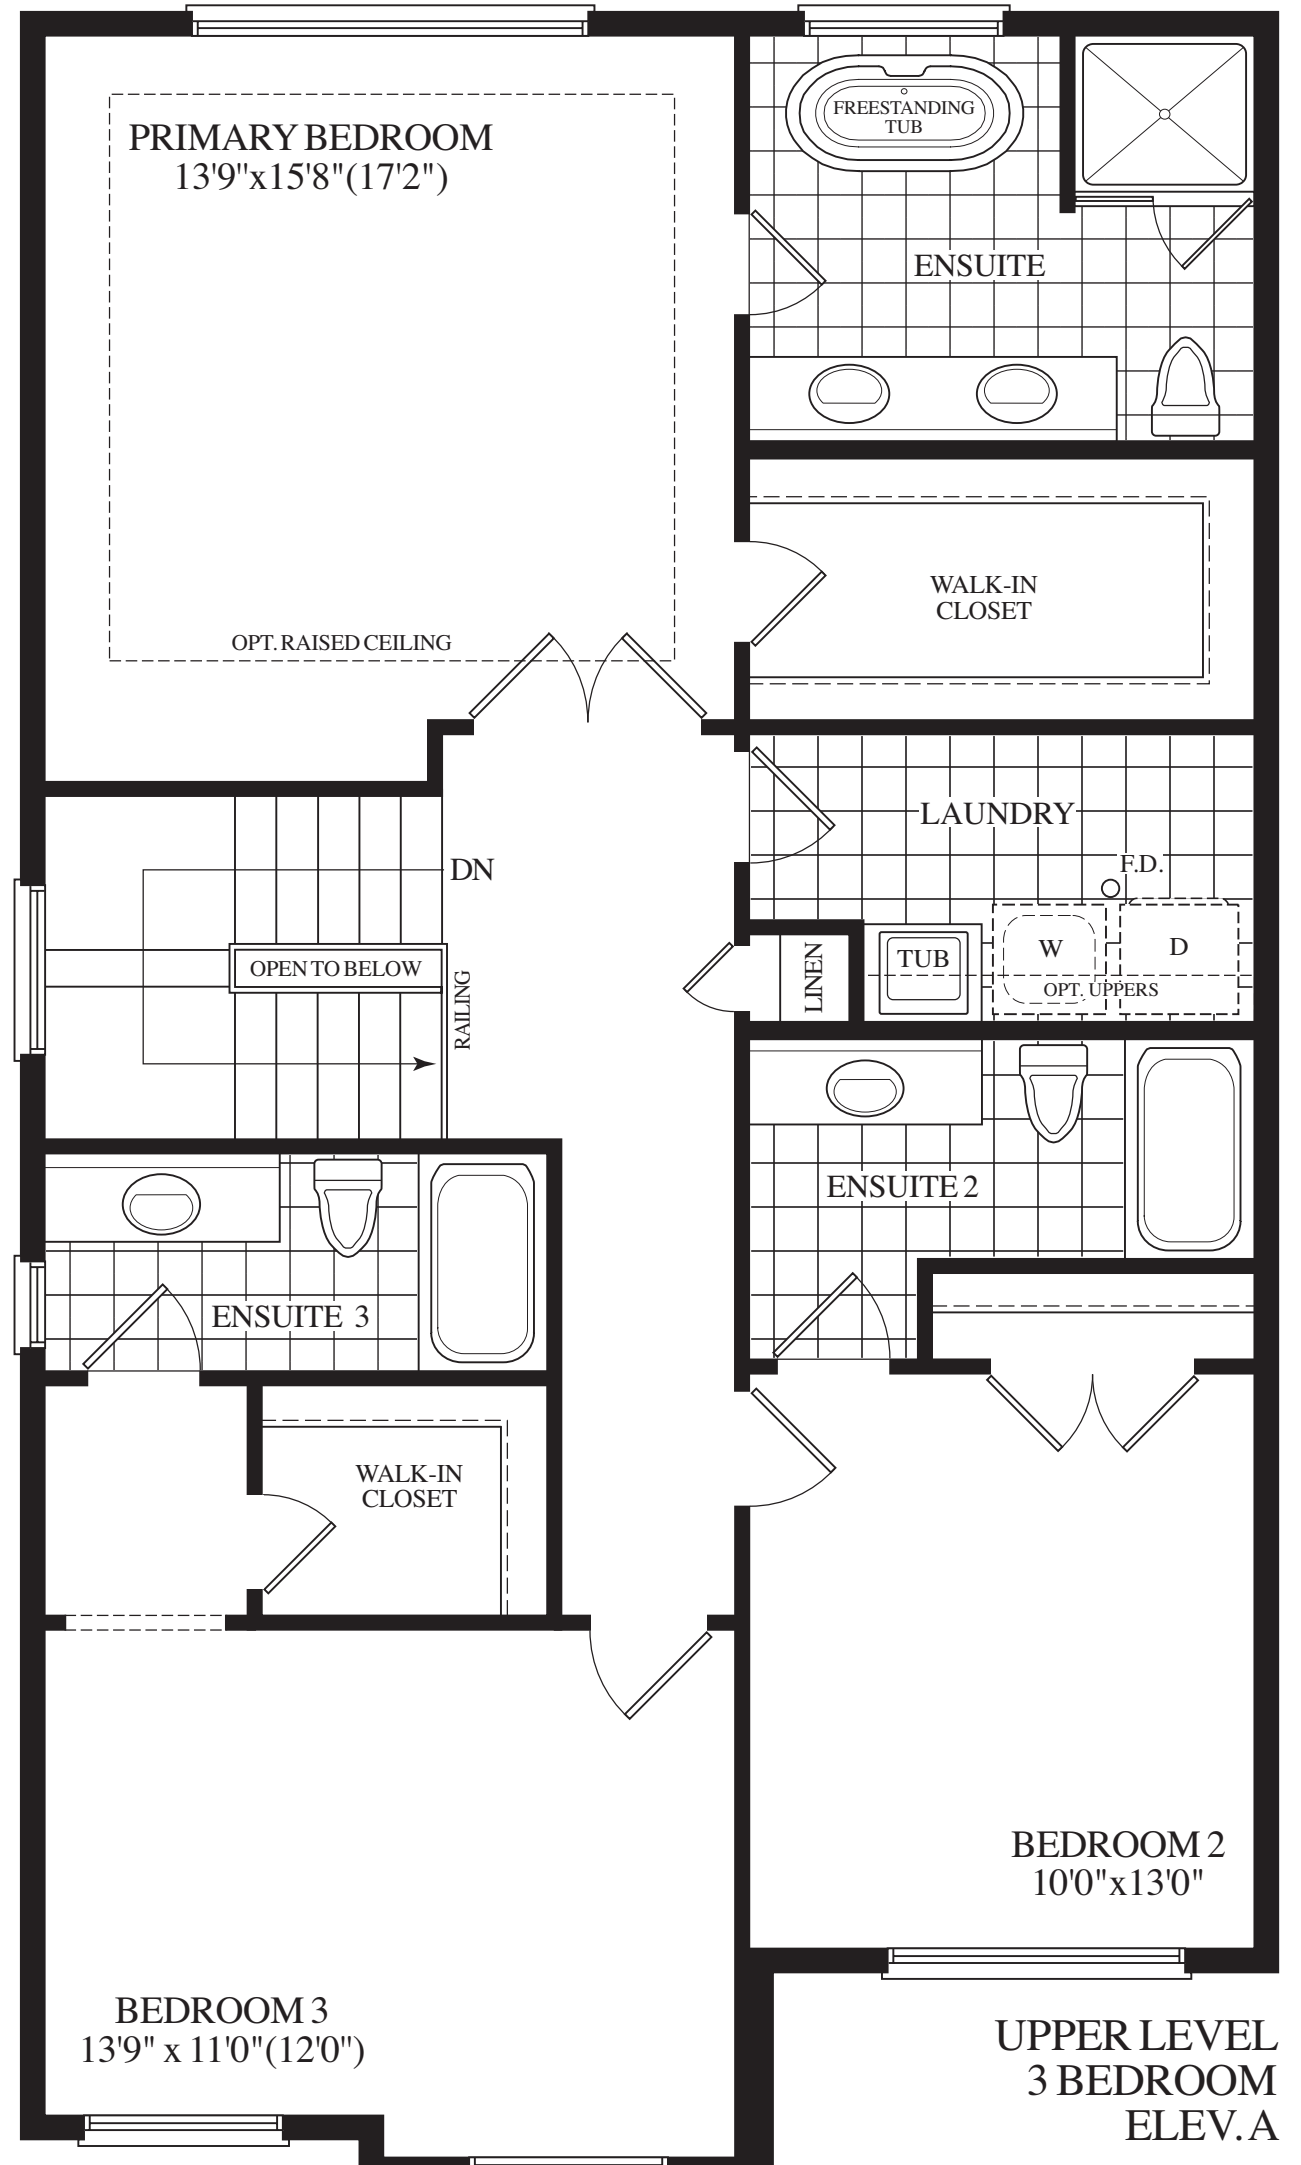 PRIMARY BEDROOM
13'9"x15'8"(17'2")
FREESTANDING
TUB
ENSUITE
WALK-IN
CLOSET
OPT. RAISED CEILING
LAUNDRY
F.D.
DN
OPEN TO BELOW
RAILING
LINEN
TUB
W
D
OPT. UPPERS
ENSUITE 2
ENSUITE 3
WALK-IN
CLOSET
BEDROOM 2
10'0"x13'0"
BEDROOM 3
13'9" x 11'0"(12'0")
UPPER LEVEL
3 BEDROOM
ELEV. A